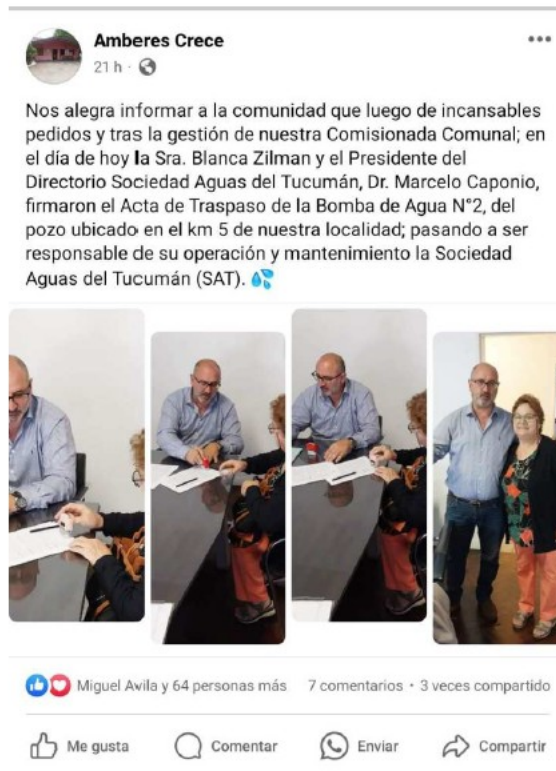 Amberes Crece
21 h ·
Nos alegra informar a la comunidad que luego de incansables
pedidos y tras la gestión de nuestra Comisionada Comunal; en
el día de hoy la Sra. Blanca Zilman y el Presidente del
Directorio Sociedad Aguas del Tucumán, Dr. Marcelo Caponio,
firmaron el Acta de Traspaso de la Bomba de Agua N°2, del
pozo ubicado en el km 5 de nuestra localidad; pasando a ser
responsable de su operación y mantenimiento la Sociedad
Aguas del Tucumán (SAT). 💦
Miguel Avila y 64 personas más 7 comentarios · 3 veces compartido
Me gusta Comentar Enviar Compartir